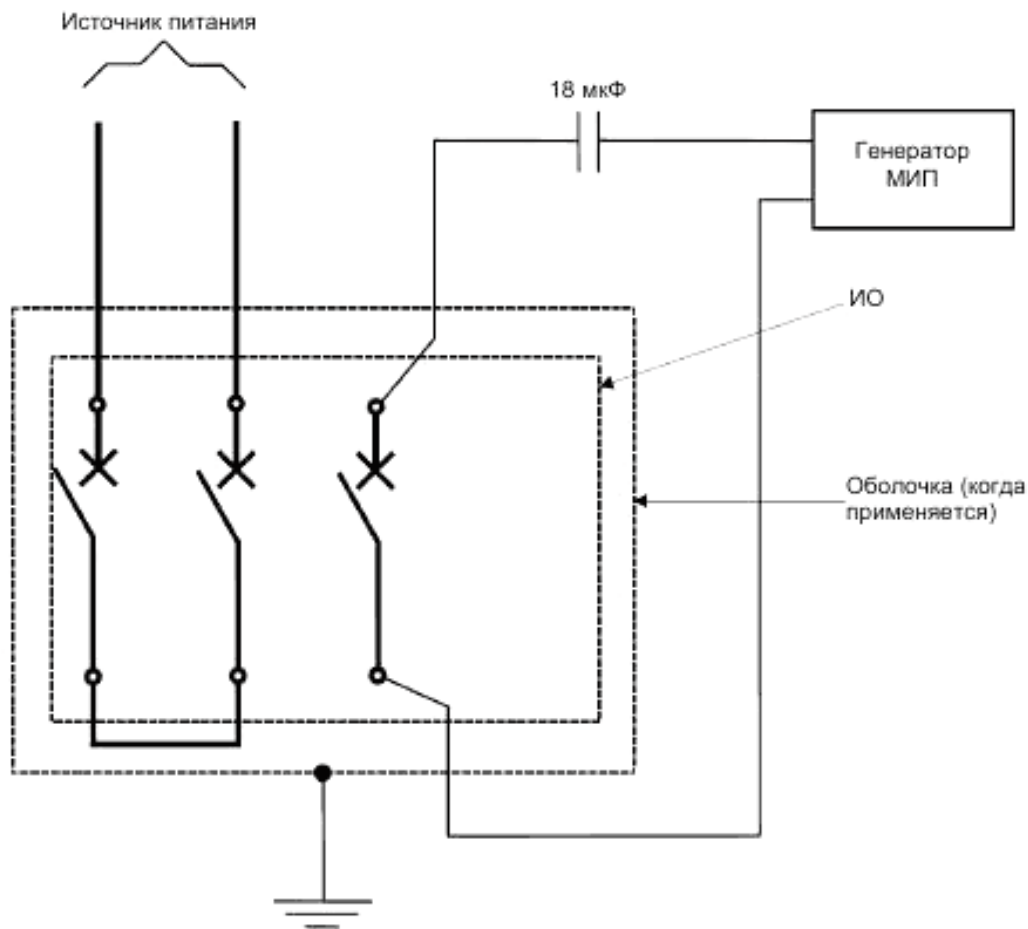 Источник питания
18 мкФ
Генератор
МИП
ИО
Оболочка (когда
применяется)